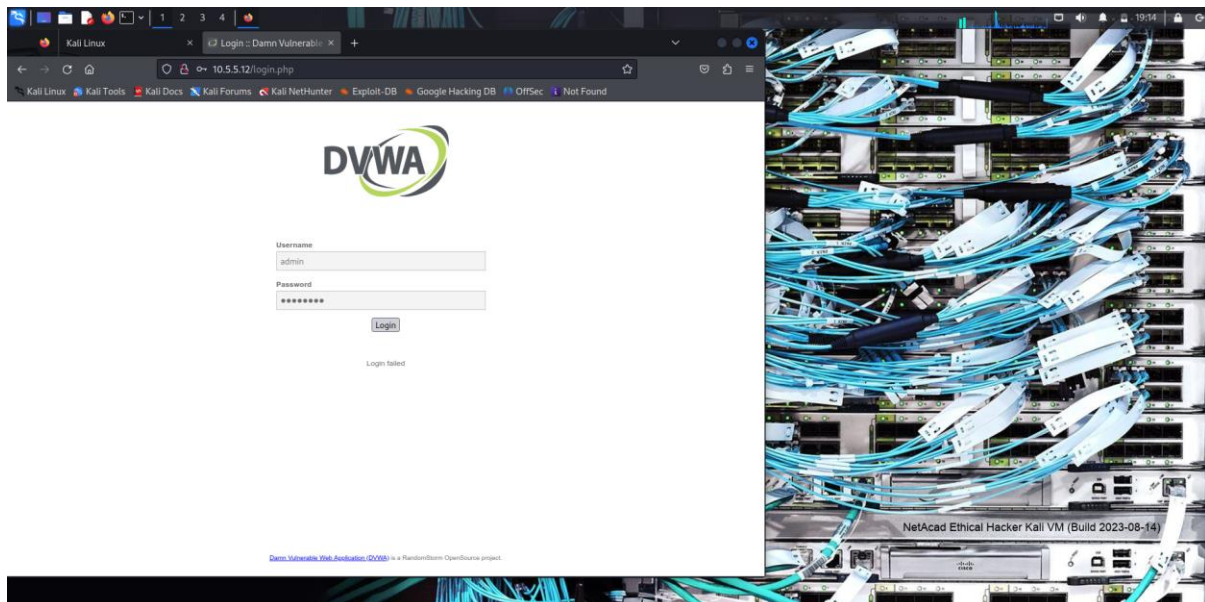 1 2 3 4
19:14
Kali Linux
Login :: Damn Vulnerable
10.5.5.12/login.php
Kali Linux Kali Tools Kali Docs Kali Forums Kali NetHunter Exploit-DB Google Hacking DB OffSec Not Found
DVWA
Username
admin
Password
Login
Login failed
Damn Vulnerable Web Application (DVWA) is a RandomStorm OpenSource project.
NetAcad Ethical Hacker Kali VM (Build 2023-08-14)
CISCO